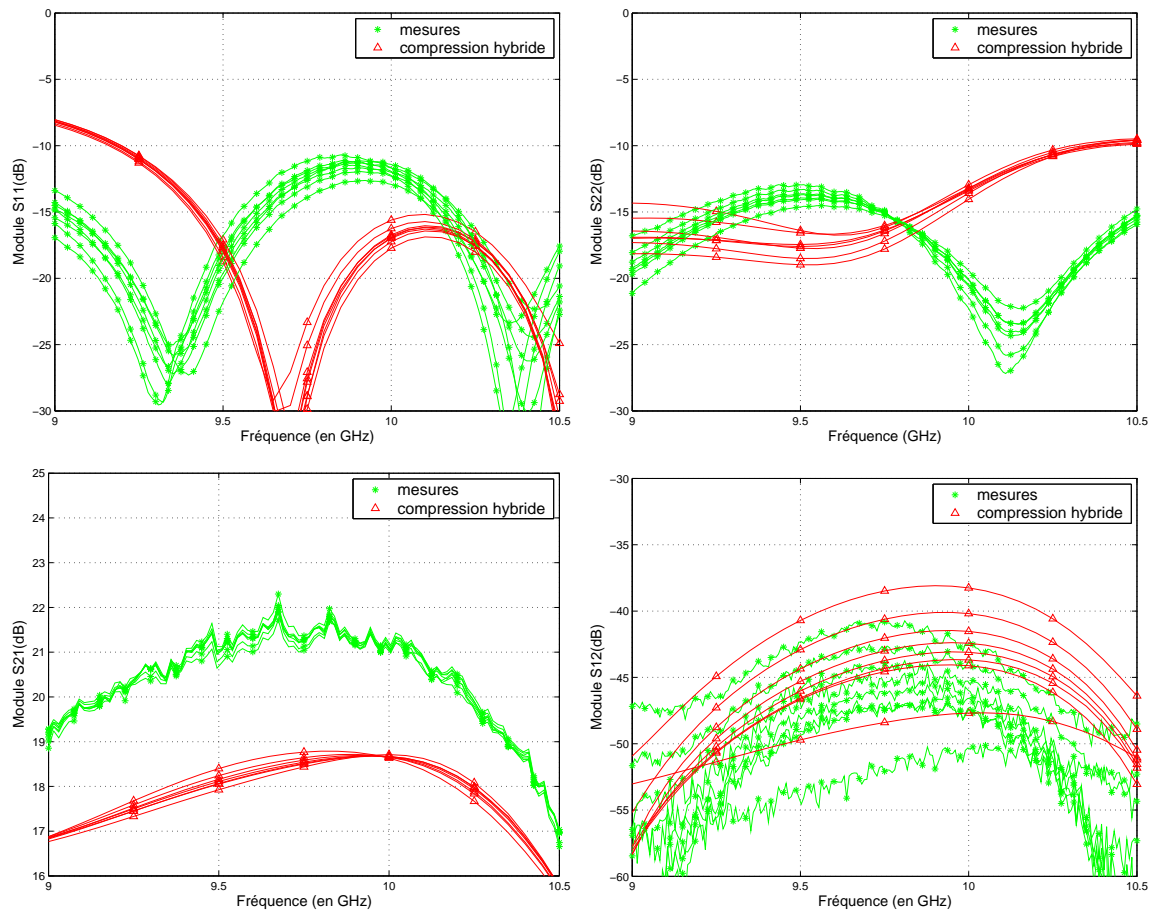 0
−5
−10
−15
−20
−25
−30
9
9.5
10
10.5
Fréquence (en GHz)
Module S11(dB)
mesures
compression hybride
0
−5
−10
−15
−20
−25
−30
9
9.5
10
10.5
Fréquence (GHz)
Module S22(dB)
mesures
compression hybride
25
24
23
22
21
20
19
18
17
16
9
9.5
10
10.5
Fréquence (en GHz)
Module S21(dB)
mesures
compression hybride
−30
−35
−40
−45
−50
−55
−60
9
9.5
10
10.5
Fréquence (en GHz)
Module S12(dB)
mesures
compression hybride